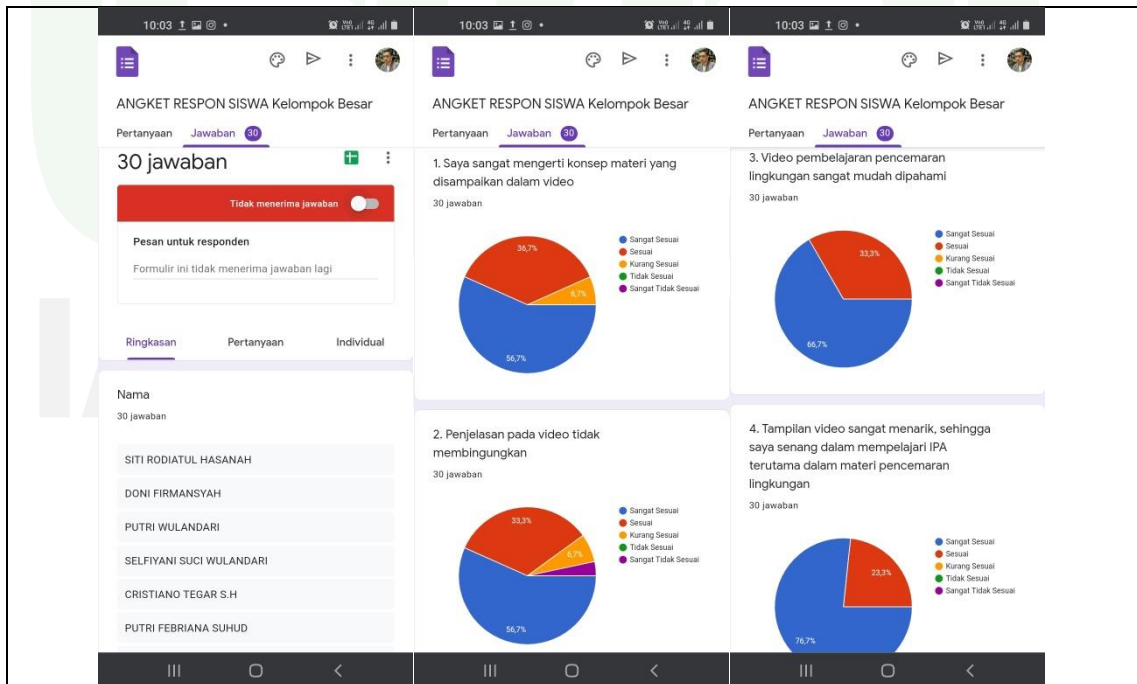 10:03
ANGKET RESPON SISWA Kelompok Besar
Pertanyaan Jawaban 30
30 jawaban
Tidak menerima jawaban
Pesan untuk responden
Formulir ini tidak menerima jawaban lagi
Ringkasan Pertanyaan Individual
Nama
30 jawaban
SITI RODIATUL HASANAH
DONI FIRMANSYAH
PUTRI WULANDARI
SELFIYANI SUCI WULANDARI
CRISTIANO TEGAR S.H
PUTRI FEBRIANA SUHUD
10:03
ANGKET RESPON SISWA Kelompok Besar
Pertanyaan Jawaban 30
1. Saya sangat mengerti konsep materi yang
disampaikan dalam video
30 jawaban
36,7%
6,7%
56,7%
Sangat Sesuai
Sesuai
Kurang Sesuai
Tidak Sesuai
Sangat Tidak Sesuai
2. Penjelasan pada video tidak
membingungkan
30 jawaban
33,3%
6,7%
56,7%
Sangat Sesuai
Sesuai
Kurang Sesuai
Tidak Sesuai
Sangat Tidak Sesuai
10:03
ANGKET RESPON SISWA Kelompok Besar
Pertanyaan Jawaban 30
3. Video pembelajaran pencemaran
lingkungan sangat mudah dipahami
30 jawaban
33,3%
66,7%
Sangat Sesuai
Sesuai
Kurang Sesuai
Tidak Sesuai
Sangat Tidak Sesuai
4. Tampilan video sangat menarik, sehingga
saya senang dalam mempelajari IPA
terutama dalam materi pencemaran
lingkungan
30 jawaban
23,3%
76,7%
Sangat Sesuai
Sesuai
Kurang Sesuai
Tidak Sesuai
Sangat Tidak Sesuai